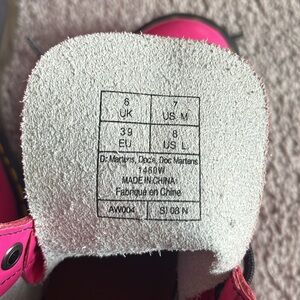 6 7
UK US M
39 8
EU US L
Dr. Martens, Doc's, Doc Martens
1460W
MADE IN CHINA
Fabriqué en Chine
AW004 SI 03 N